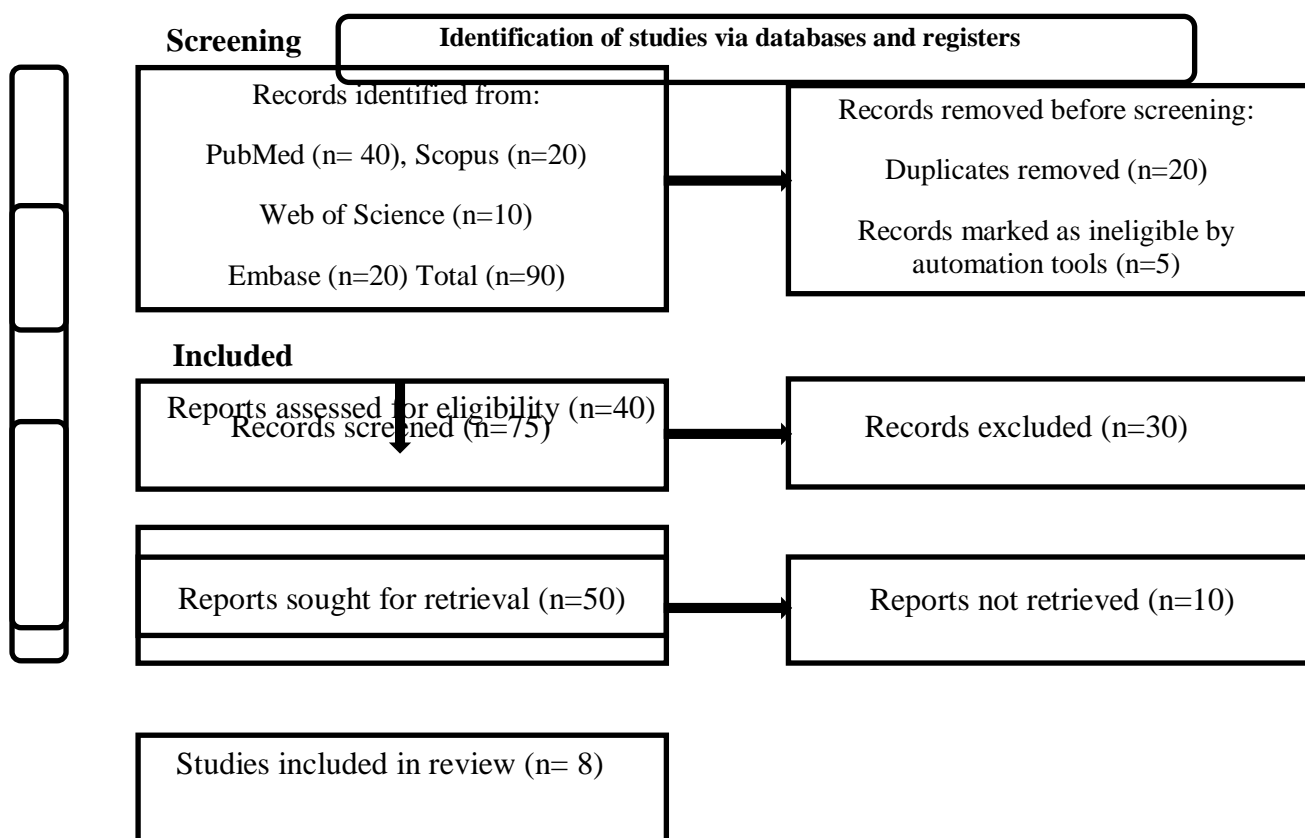 Screening
Identification of studies via databases and registers
Records identified from:
PubMed (n= 40), Scopus (n=20)
Web of Science (n=10)
Embase (n=20) Total (n=90)
Records removed before screening:
Duplicates removed (n=20)
Records marked as ineligible by
automation tools (n=5)
Included
Reports assessed for eligibility (n=40)
Records screened (n=75)
Records excluded (n=30)
Reports sought for retrieval (n=50)
Reports not retrieved (n=10)
Studies included in review (n= 8)